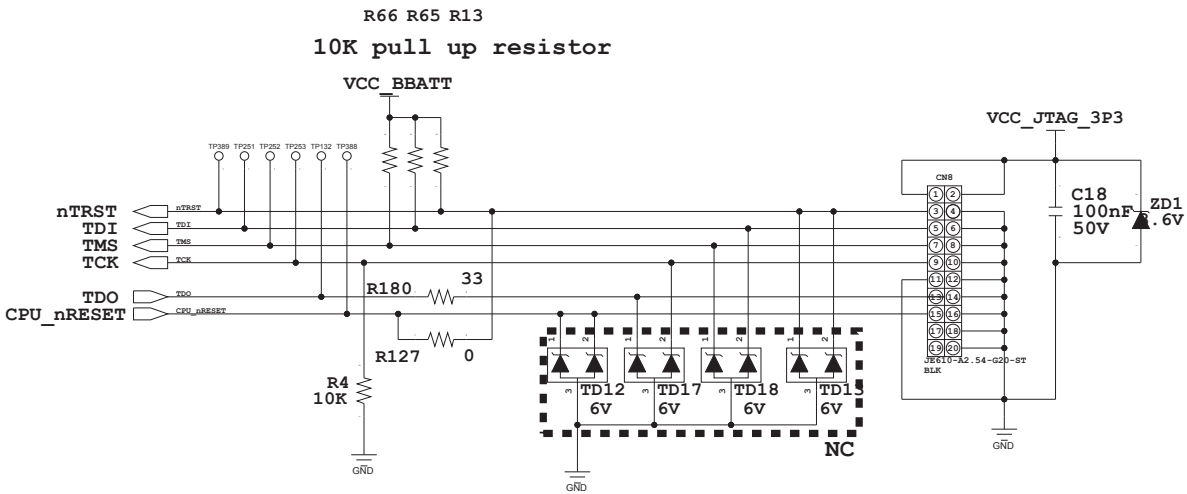 R66 R65 R13
10K pull up resistor
VCC_BBATT
VCC_JTAG_3P3
TP389 TP251 TP252 TP253 TP132 TP388
CN8
C18
100nF
50V
ZD1
.6V
nTRST nTRST
TDI TDI
TMS TMS
TCK TCK
TDO TDO
CPU_nRESET CPU_nRESET
R180 33
R127 0
R4
10K
1 2
3 4
5 6
7 8
9 10
11 12
13 14
15 16
17 18
19 20
JE610-A2.54-G20-ST
BLK
1 2 1 2 1 2 1 2
3 TD12 3 TD17 3 TD18 3 TD13
6V 6V 6V 6V
NC
GND
GND
GND